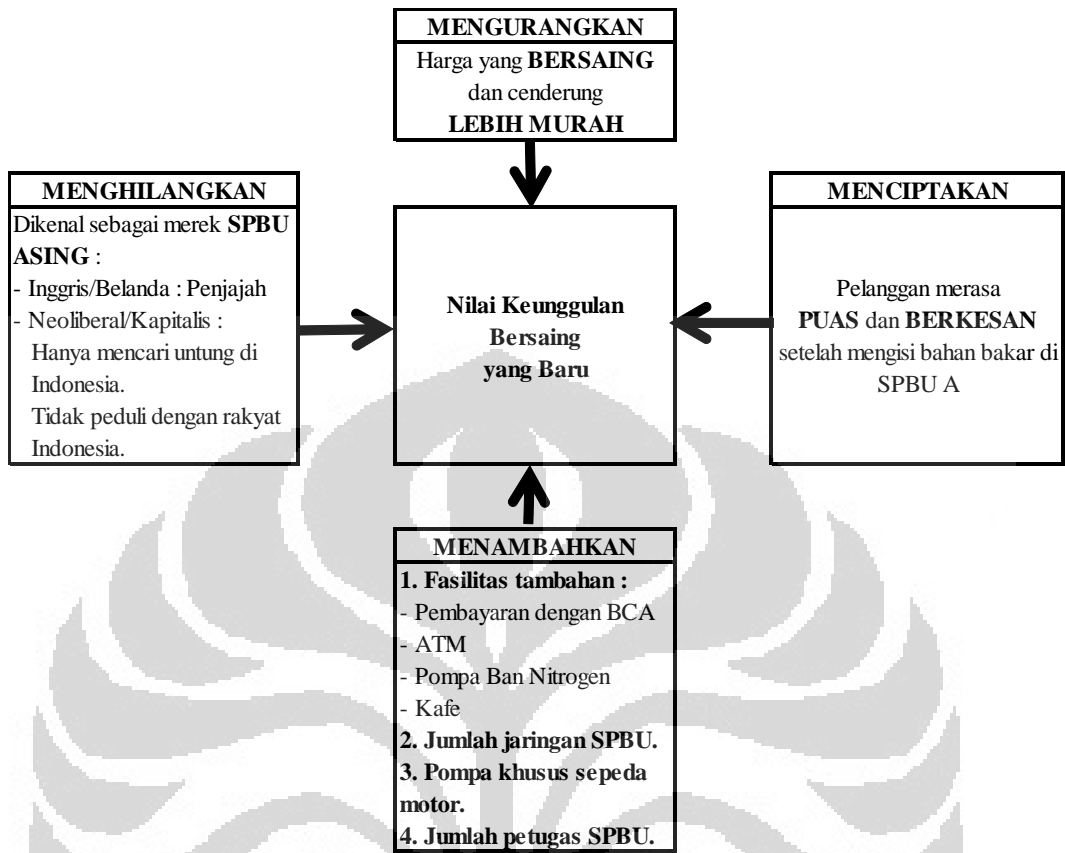 MENGURANGKAN
Harga yang BERSAING
dan cenderung
LEBIH MURAH
MENGHILANGKAN
Dikenal sebagai merek SPBU
ASING :
- Inggris/Belanda : Penjajah
- Neoliberal/Kapitalis :
Hanya mencari untung di
Indonesia.
Tidak peduli dengan rakyat
Indonesia.
Nilai Keunggulan
Bersaing
yang Baru
MENCIPTAKAN
Pelanggan merasa
PUAS dan BERKESAN
setelah mengisi bahan bakar di
SPBU A
MENAMBAHKAN
1. Fasilitas tambahan :
- Pembayaran dengan BCA
- ATM
- Pompa Ban Nitrogen
- Kafe
2. Jumlah jaringan SPBU.
3. Pompa khusus sepeda
motor.
4. Jumlah petugas SPBU.